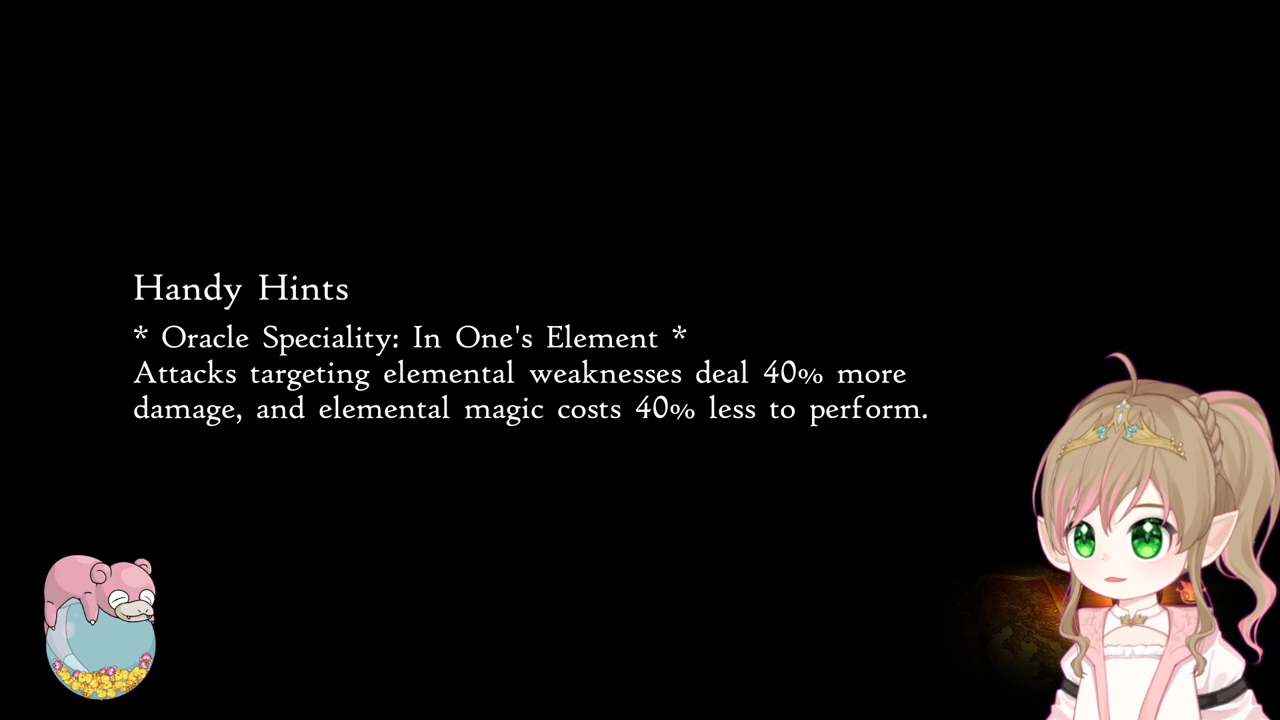 Handy Hints
* Oracle Speciality: In One's Element *
Attacks targeting elemental weaknesses deal 40% more
damage, and elemental magic costs 40% less to perform.